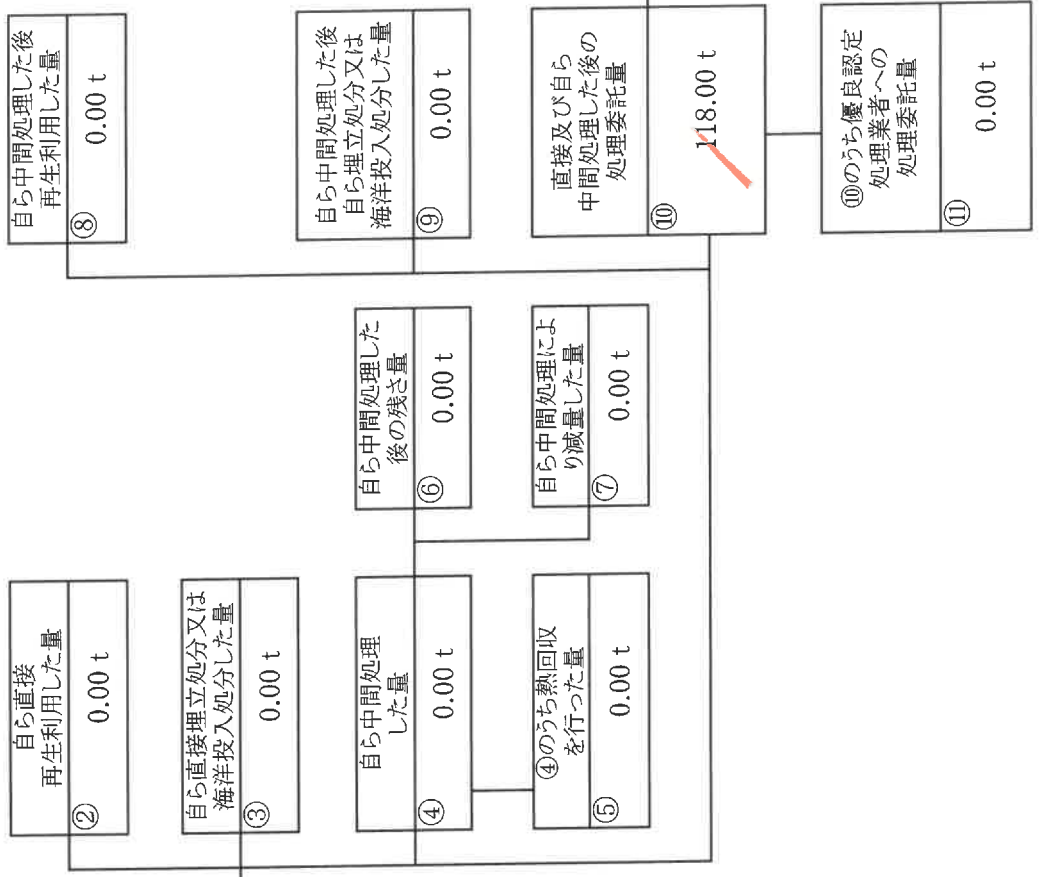 自ら直接
再生利用した量
②
0.00 t
自ら直接埋立処分又は
海洋投入処分した量
③
0.00 t
自ら中間処理
した量
④
0.00 t
④のうち熱回収
を行った量
⑤
0.00 t
自ら中間処理した
後の残さ量
⑥
0.00 t
自ら中間処理によ
り減量した量
⑦
0.00 t
自ら中間処理した後
再生利用した量
⑧
0.00 t
自ら中間処理した後
自ら埋立処分又は
海洋投入処分した量
⑨
0.00 t
直接及び自ら
中間処理した後の
処理委託量
⑩
118.00 t
⑩のうち優良認定
処理業者への
処理委託量
⑪
0.00 t